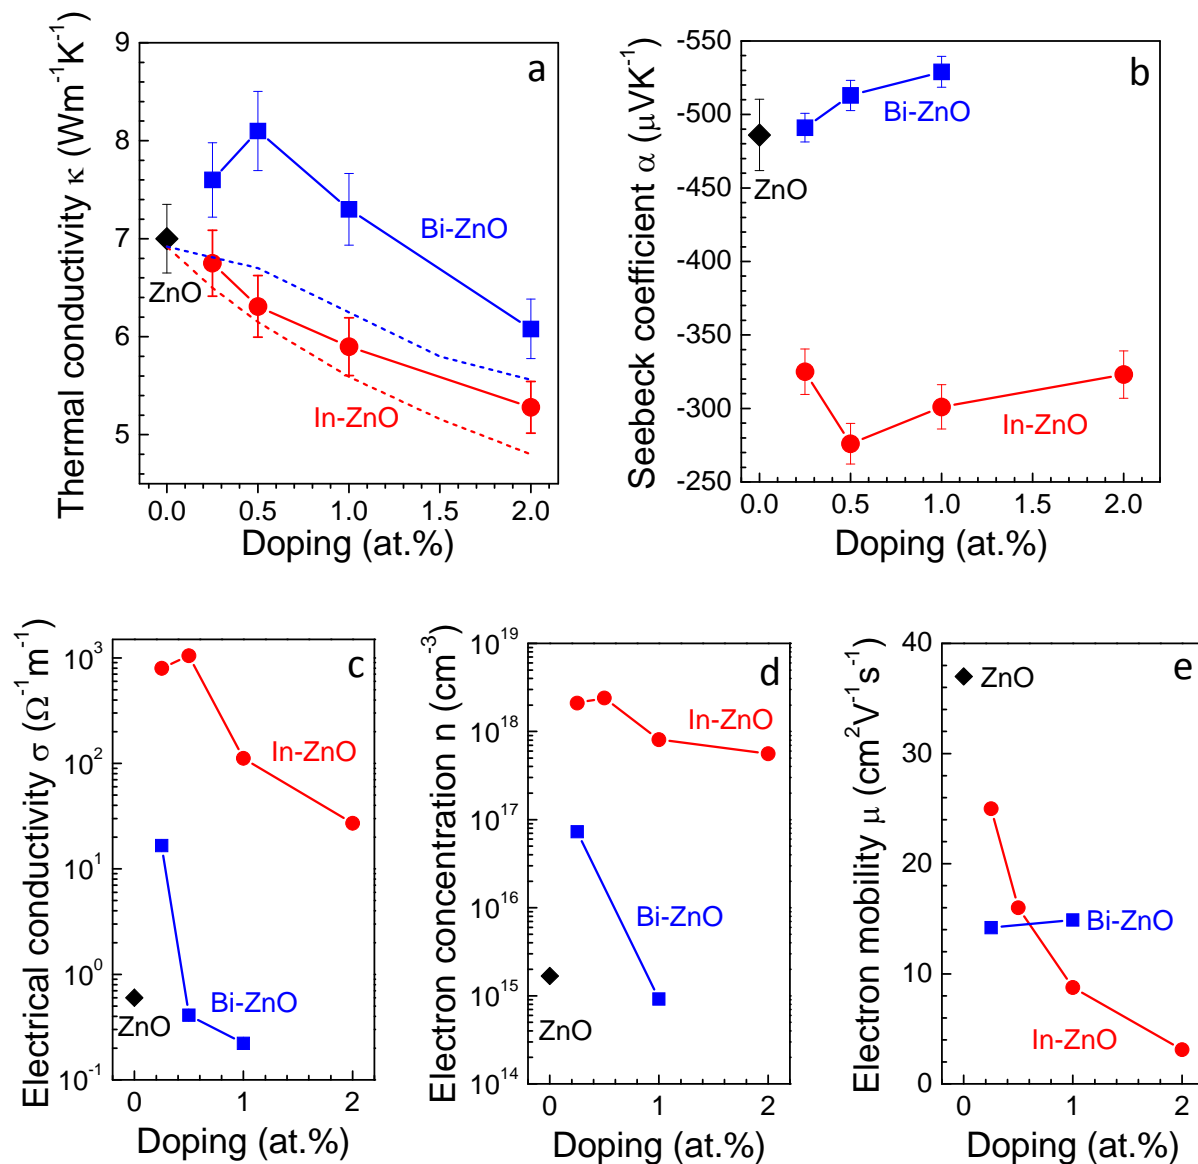 a
Thermal conductivity κ (Wm⁻¹K⁻¹)
9
8
7
6
5
Bi-ZnO
ZnO
In-ZnO
0.0 0.5 1.0 1.5 2.0
Doping (at.%)
b
Seebeck coefficient α (μVK⁻¹)
-550
-500
-450
-400
-350
-300
-250
Bi-ZnO
ZnO
In-ZnO
0.0 0.5 1.0 1.5 2.0
Doping (at.%)
c
Electrical conductivity σ (Ω⁻¹m⁻¹)
10³
10²
10¹
10⁰
10⁻¹
In-ZnO
Bi-ZnO
ZnO
0 1 2
Doping (at.%)
d
Electron concentration n (cm⁻³)
10¹⁹
10¹⁸
10¹⁷
10¹⁶
10¹⁵
10¹⁴
In-ZnO
Bi-ZnO
ZnO
0 1 2
Doping (at.%)
e
Electron mobility μ (cm²V⁻¹s⁻¹)
40
30
20
10
0
ZnO
Bi-ZnO
In-ZnO
0 1 2
Doping (at.%)